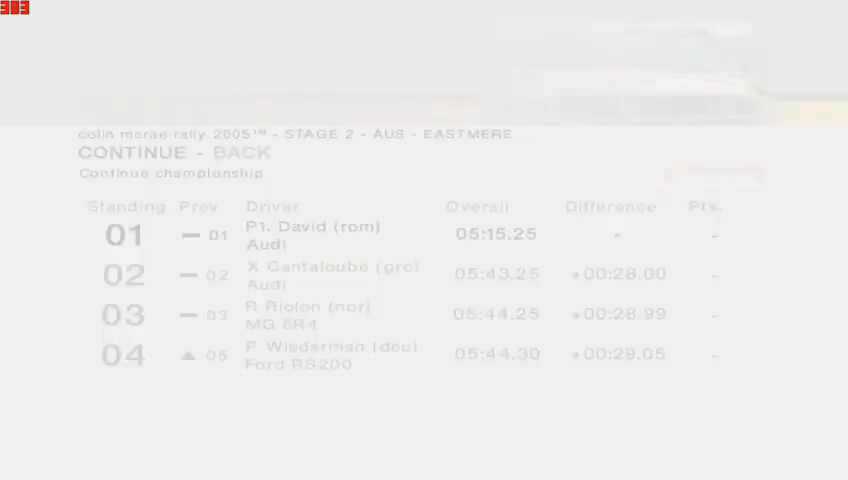 383
colin mcrae rally 2005™ - STAGE 2 - AUS - EASTMERE
CONTINUE - BACK
Continue championship
Standing Prev Driver Overall Difference Pts.
01 01 P1. David (rom) 05:15.25 - -
Audi
02 02 X Cantaloube (grc) 05:43.25 +00:28.00 -
Audi
03 03 R Riolon (nor) 05:44.25 +00:28.99 -
MG 6R4
04 05 P Wiederman (deu) 05:44.30 +00:29.05 -
Ford RS200